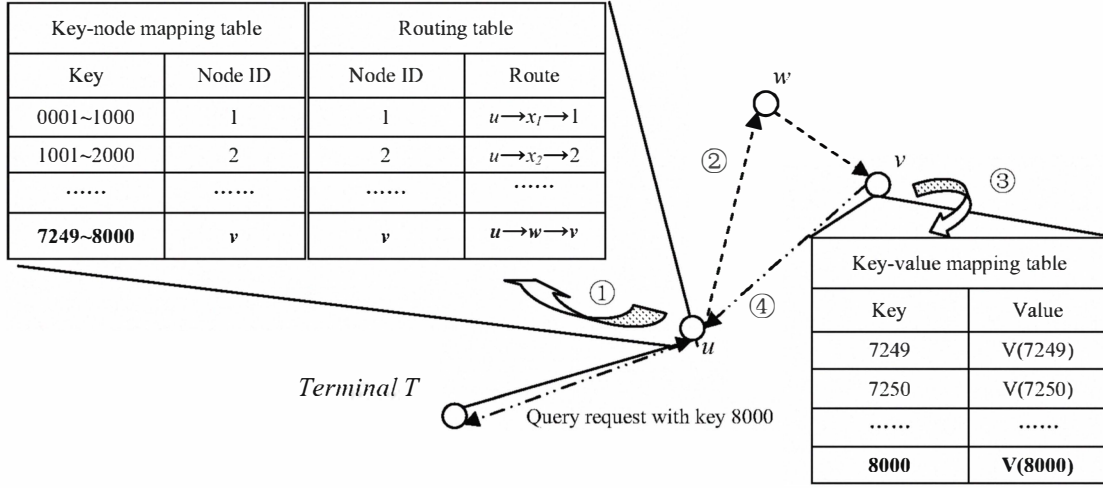 Key-node mapping table Routing table
Key Node ID Node ID Route
0001~1000 1 1 u→x₁→1
1001~2000 2 2 u→x₂→2
…… …… …… ……
7249~8000 v v u→w→v
w
②
v
③
①
④
u
Key-value mapping table
Key Value
7249 V(7249)
7250 V(7250)
…… ……
8000 V(8000)
Terminal T
Query request with key 8000